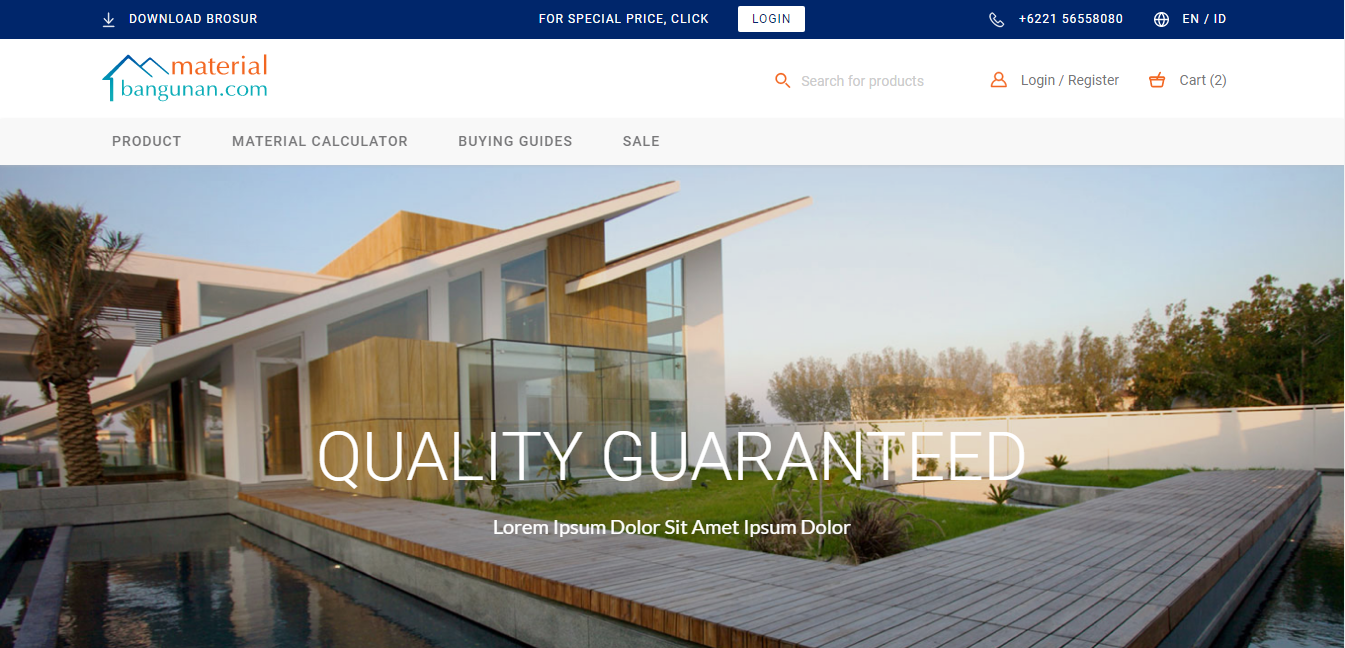 DOWNLOAD BROSUR
FOR SPECIAL PRICE, CLICK
LOGIN
+6221 56558080
EN / ID
material
bangunan.com
Search for products
Login / Register
Cart (2)
PRODUCT
MATERIAL CALCULATOR
BUYING GUIDES
SALE
QUALITY GUARANTEED
Lorem Ipsum Dolor Sit Amet Ipsum Dolor